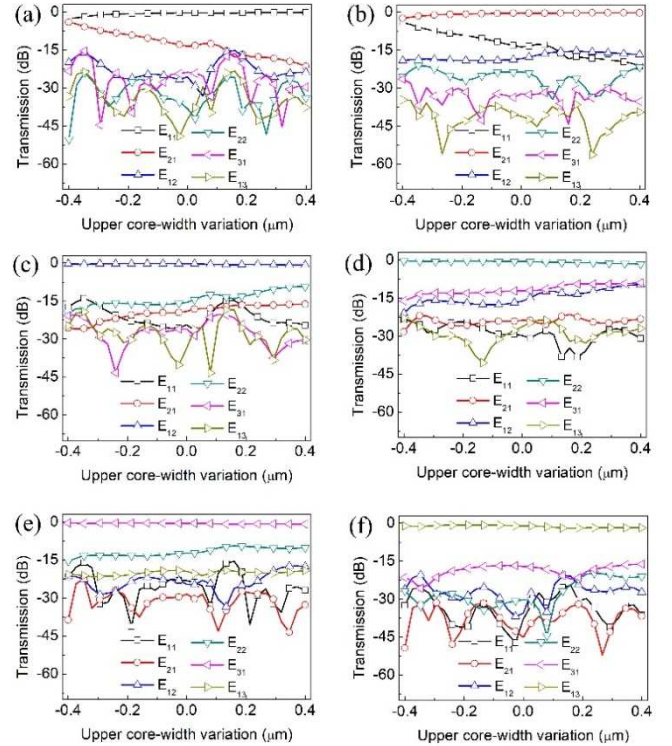 (a)
Transmission (dB)
0
-15
-30
-45
-60
E11
E21
E12
E22
E31
E13
-0.4 -0.2 0.0 0.2 0.4
Upper core-width variation (μm)
(b)
Transmission (dB)
0
-15
-30
-45
-60
E11
E21
E12
E22
E31
E13
-0.4 -0.2 0.0 0.2 0.4
Upper core-width variation (μm)
(c)
Transmission (dB)
0
-15
-30
-45
-60
E11
E21
E12
E22
E31
E13
-0.4 -0.2 0.0 0.2 0.4
Upper core-width variation (μm)
(d)
Transmission (dB)
0
-15
-30
-45
-60
E11
E21
E12
E22
E31
E13
-0.4 -0.2 0.0 0.2 0.4
Upper core-width variation (μm)
(e)
Transmission (dB)
0
-15
-30
-45
-60
E11
E21
E12
E22
E31
E13
-0.4 -0.2 0.0 0.2 0.4
Upper core-width variation (μm)
(f)
Transmission (dB)
0
-15
-30
-45
-60
E11
E21
E12
E22
E31
E13
-0.4 -0.2 0.0 0.2 0.4
Upper core-width variation (μm)